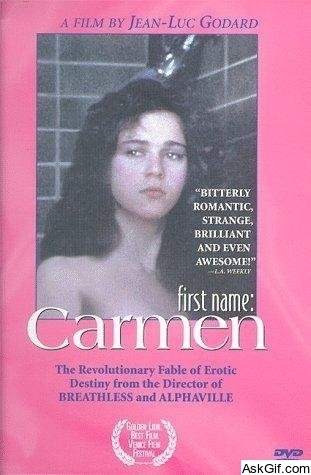 A FILM BY JEAN-LUC GODARD
"BITTERLY
ROMANTIC,
STRANGE,
BRILLIANT
AND EVEN
AWESOME!"
—L.A. WEEKLY
first name:
Carmen
The Revolutionary Fable of Erotic
Destiny from the Director of
BREATHLESS and ALPHAVILLE
GOLDEN LION
BEST FILM
VENICE FILM
FESTIVAL
DVD
AskGif.com